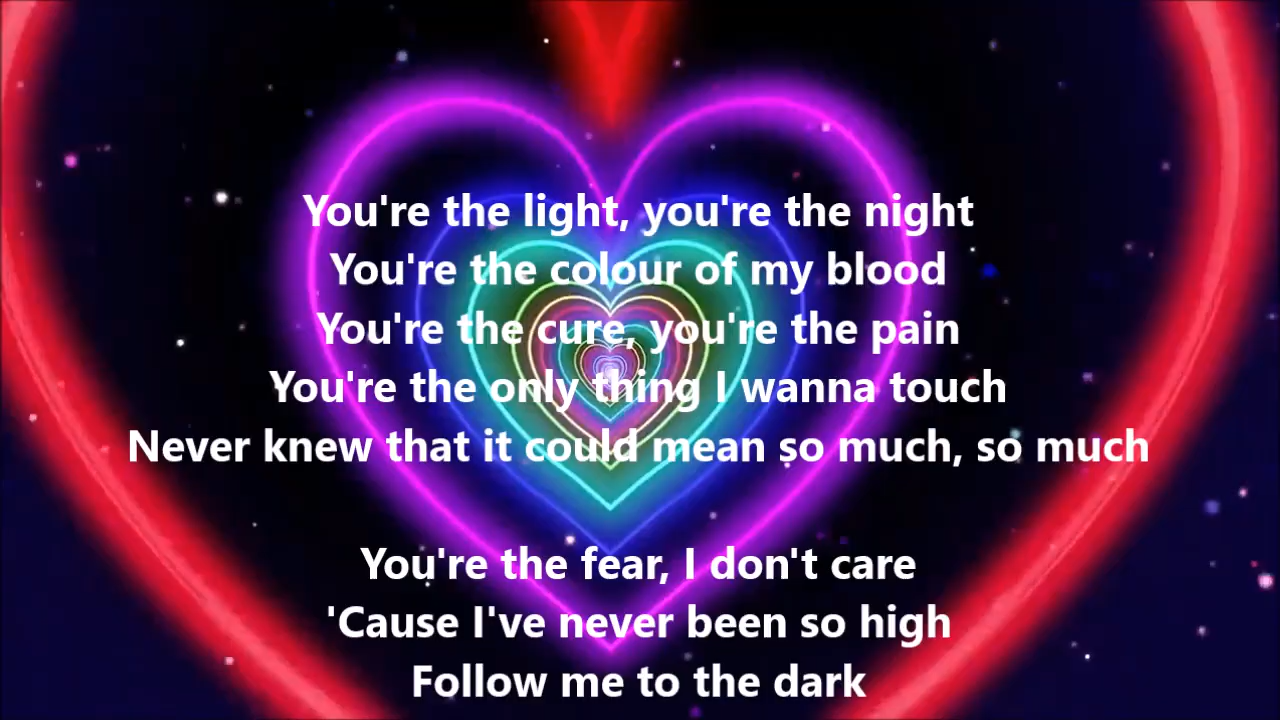 You're the light, you're the night
You're the colour of my blood
You're the cure, you're the pain
You're the only thing I wanna touch
Never knew that it could mean so much, so much
You're the fear, I don't care
'Cause I've never been so high
Follow me to the dark